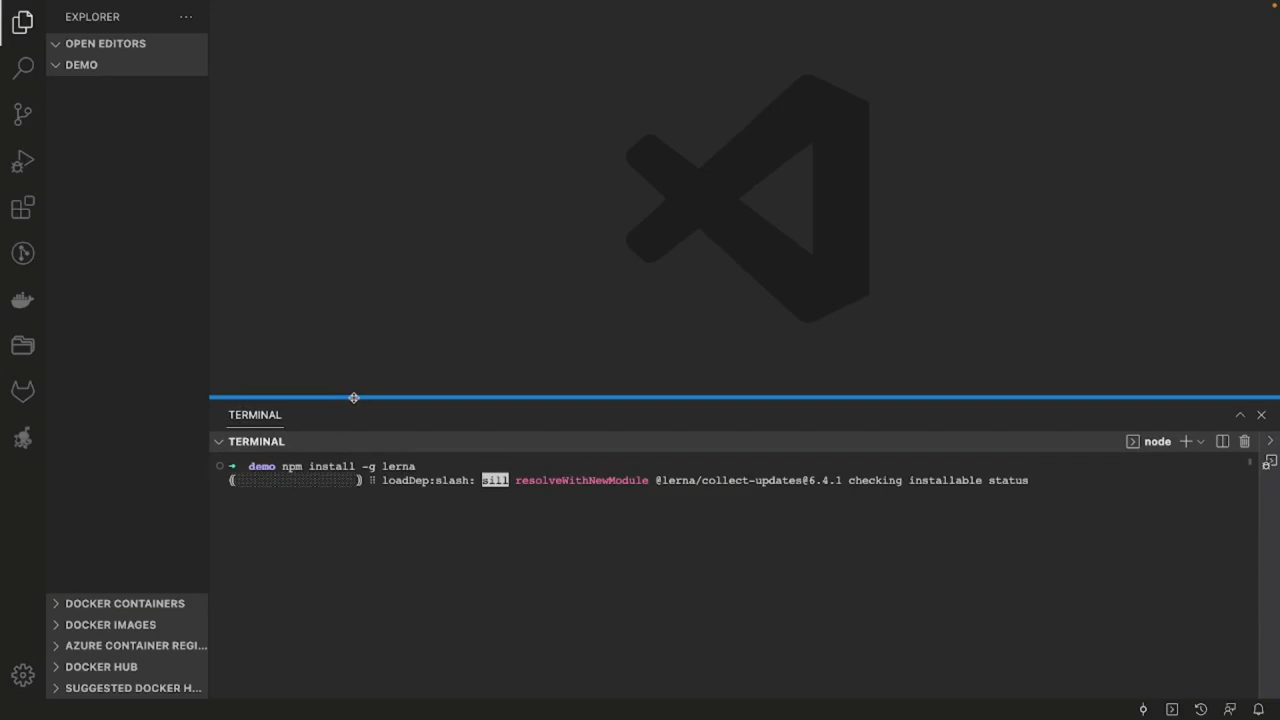 EXPLORER
OPEN EDITORS
DEMO
TERMINAL
TERMINAL
node
demo npm install -g lerna
loadDep:slash: sill resolveWithNewModule @lerna/collect-updates@6.4.1 checking installable status
DOCKER CONTAINERS
DOCKER IMAGES
AZURE CONTAINER REGI...
DOCKER HUB
SUGGESTED DOCKER H...